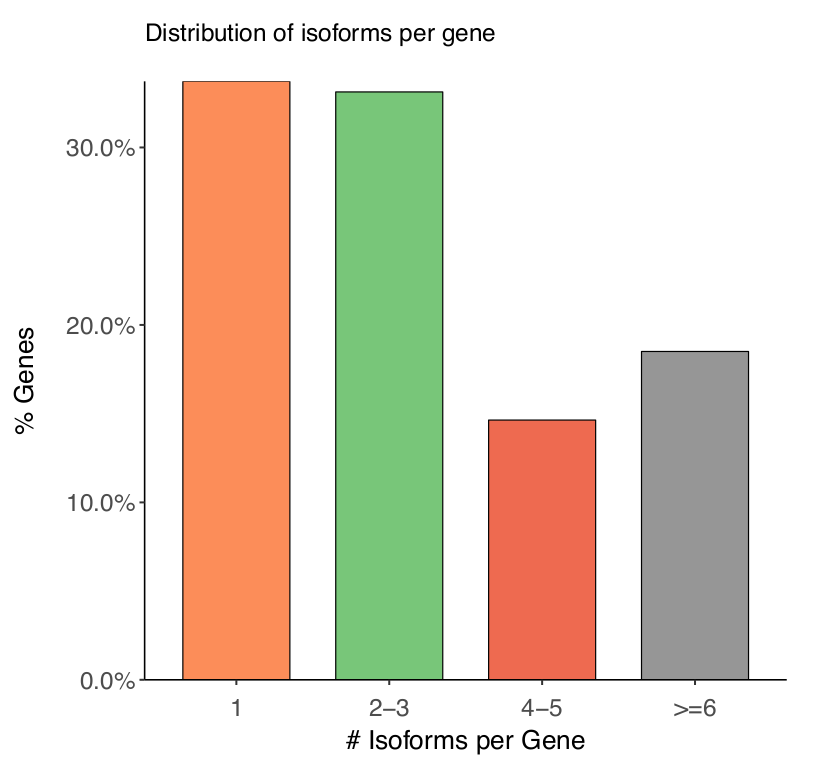 Distribution of isoforms per gene
30.0%
20.0%
10.0%
0.0%
% Genes
1 2–3 4–5 >=6
# Isoforms per Gene